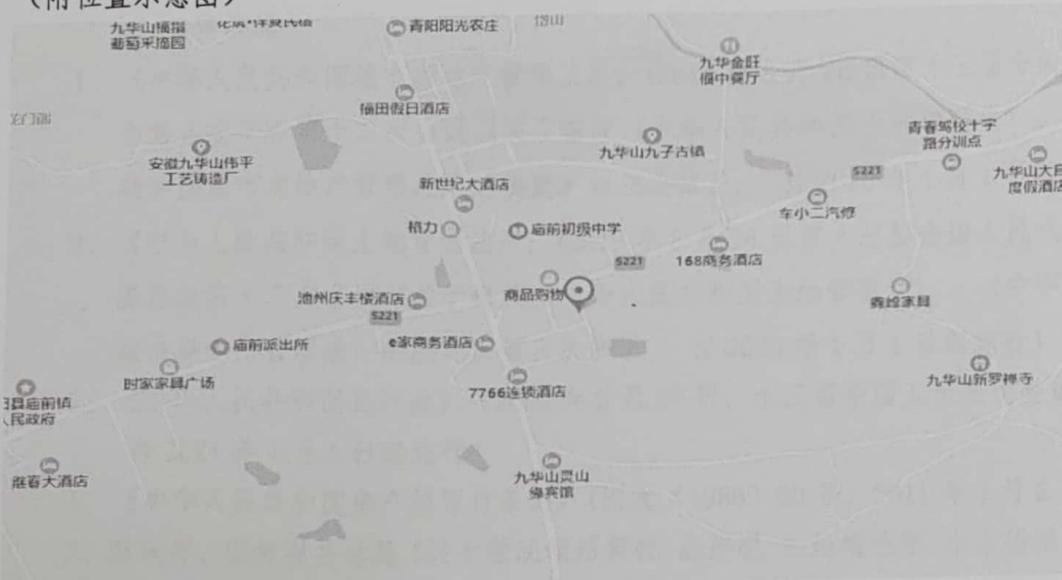 (附位置示意图)
青阳阳光农庄
九华山福指
葡萄采摘园
九华金旺
福中餐厅
福田假日酒店
青春驾校十字
路分训点
九华山九子古镇
安徽九华山伟平
工艺铸造厂
S221
九华山大
度假酒店
新世纪大酒店
车小二汽修
格力
庙前初级中学
S221
168商务酒店
池州庆丰楼酒店
商品购物
鑫岭家具
S221
庙前派出所
e家商务酒店
时家家具广场
7766连锁酒店
九华山新罗禅寺
县庙前镇
人民政府
继春大酒店
九华山灵山
缘宾馆